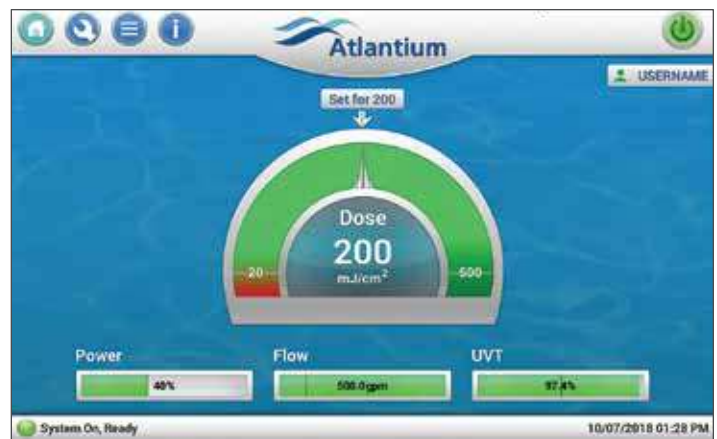 Atlantium
USERNAME
Set for 200
Dose
200
mJ/cm²
20
500
Power
Flow
UVT
40%
500.0gpm
97.4%
System On, Ready
10/07/2018 01:28 PM